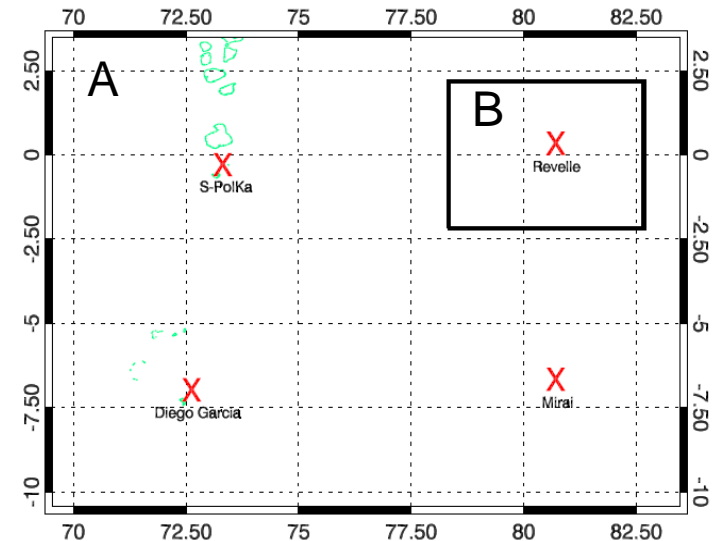 70 72.50 75 77.50 80 82.50
2.50 A B 2.50
X
Revelle
0 0
X
S-PolKa
-2.50 -2.50
-5 -5
X X
Mirai
-7.50 Diego Garcia -7.50
-10 -10
70 72.50 75 77.50 80 82.50